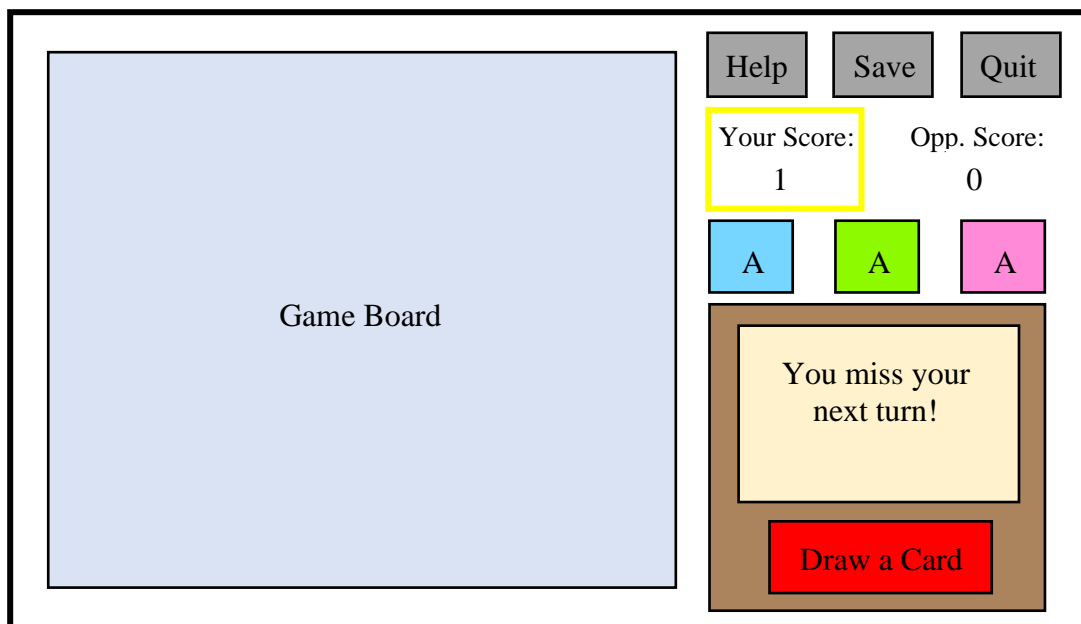 Help
Save
Quit
Your Score:
1
Opp. Score:
0
A
A
A
Game Board
You miss your
next turn!
Draw a Card